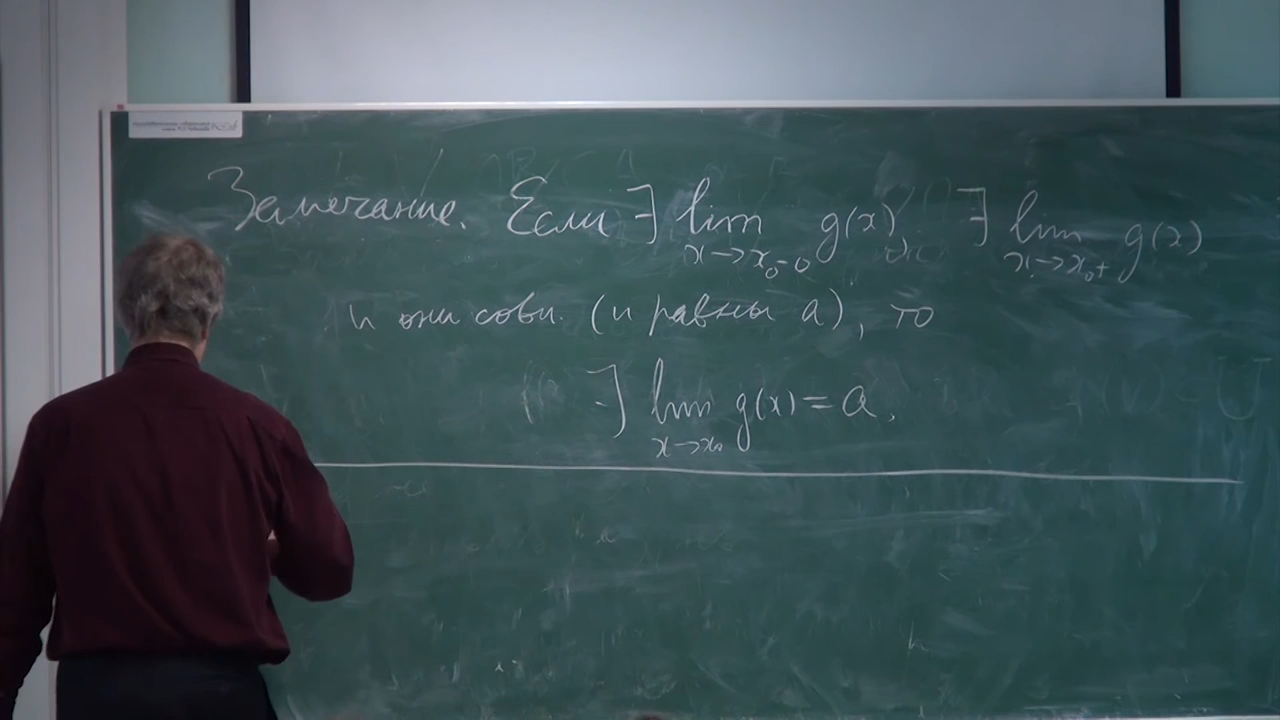 Замечание. Если ∃ lim g(x), ∃ lim g(x)
x→x₀-0 x→x₀+
и они совп. (и равны a), то
∃ lim g(x) = a.
x→x₀